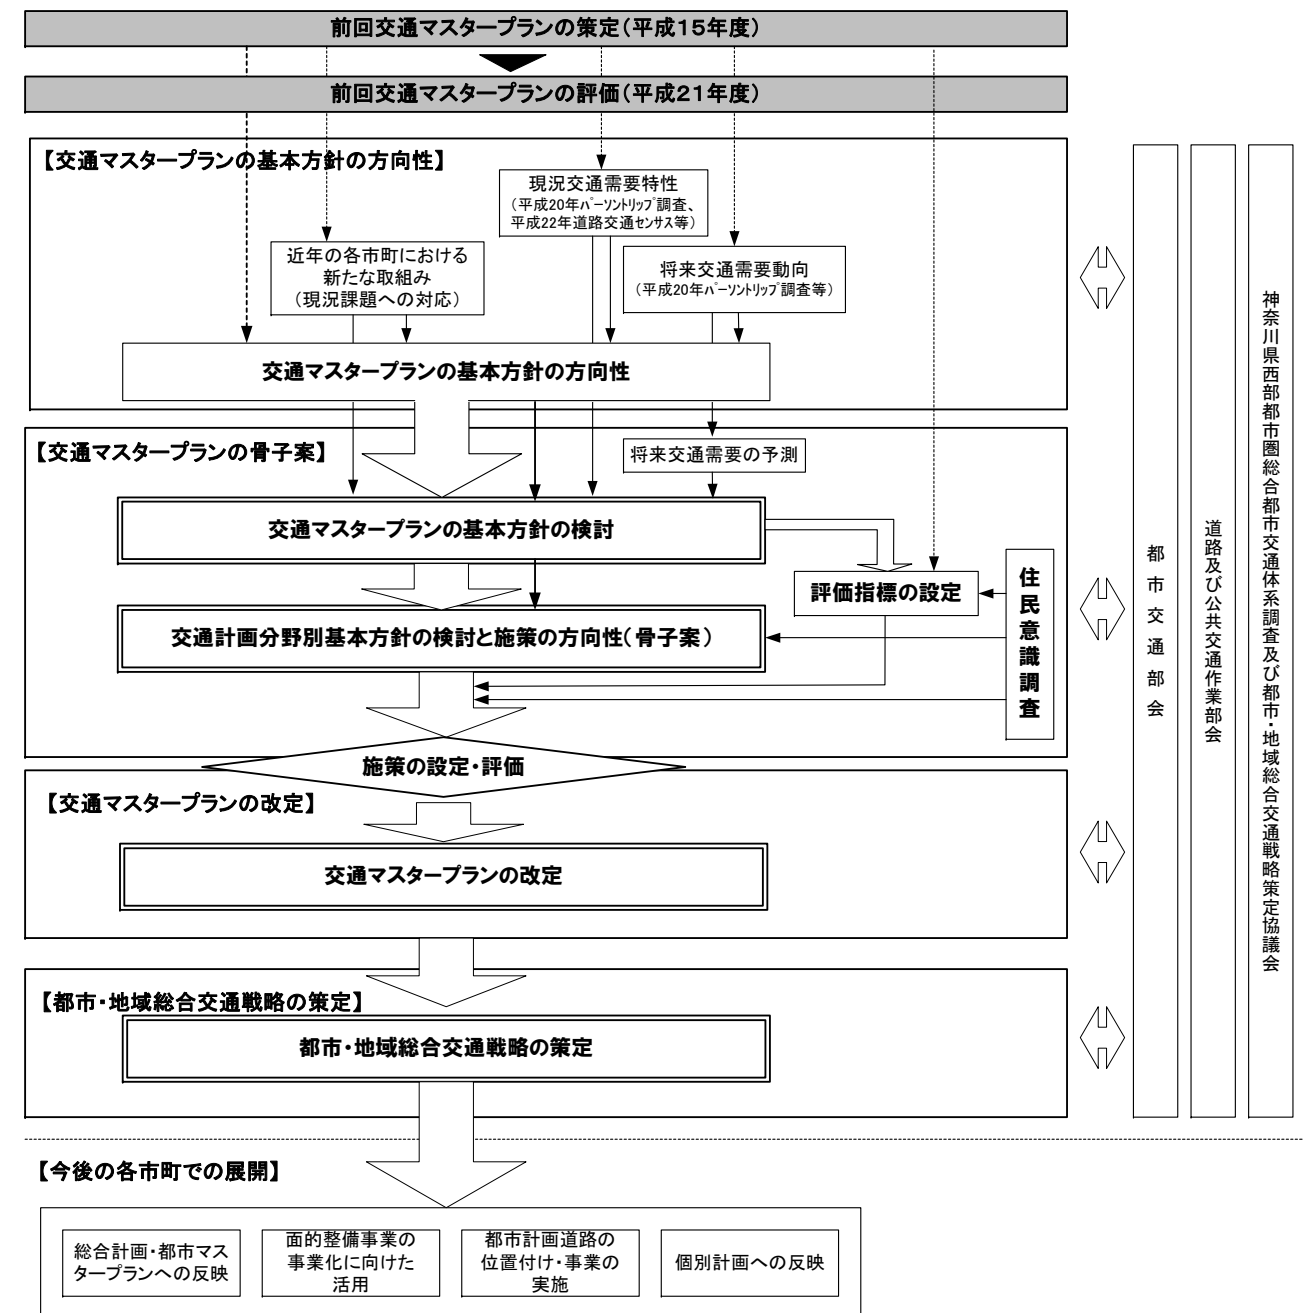 前回交通マスタープランの策定(平成15年度)
前回交通マスタープランの評価(平成21年度)
【交通マスタープランの基本方針の方向性】
現況交通需要特性
(平成20年パーソントリップ調査、
平成22年道路交通センサス等)
近年の各市町における
新たな取組み
(現況課題への対応)
将来交通需要動向
(平成20年パーソントリップ調査等)
交通マスタープランの基本方針の方向性
【交通マスタープランの骨子案】
将来交通需要の予測
交通マスタープランの基本方針の検討
評価指標の設定
住民意識調査
交通計画分野別基本方針の検討と施策の方向性(骨子案)
施策の設定・評価
【交通マスタープランの改定】
交通マスタープランの改定
【都市・地域総合交通戦略の策定】
都市・地域総合交通戦略の策定
都市交通部会
道路及び公共交通作業部会
神奈川県西部都市圏総合都市交通体系調査及び都市・地域総合交通戦略策定協議会
【今後の各市町での展開】
総合計画・都市マス
タープランへの反映
面的整備事業の
事業化に向けた
活用
都市計画道路の
位置付け・事業の
実施
個別計画への反映